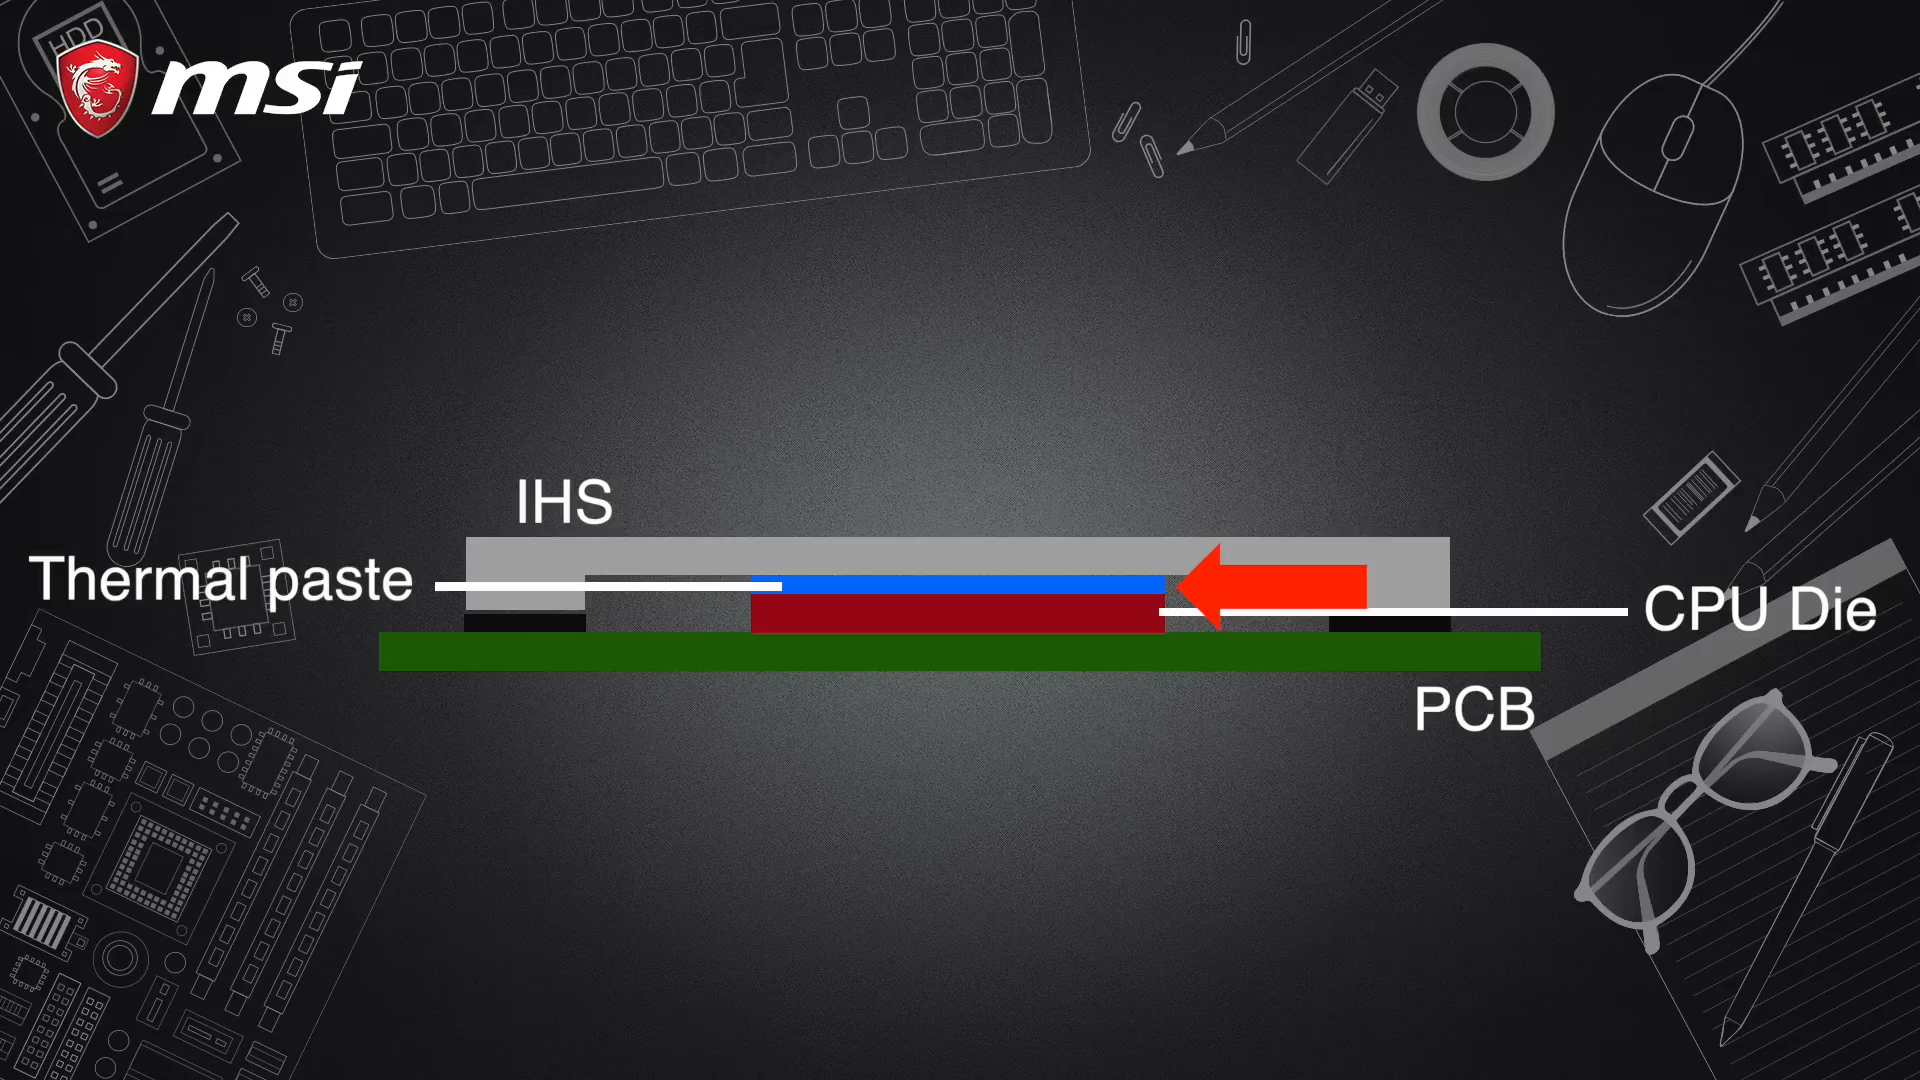 HDD
msi
IHS
Thermal paste
CPU Die
PCB